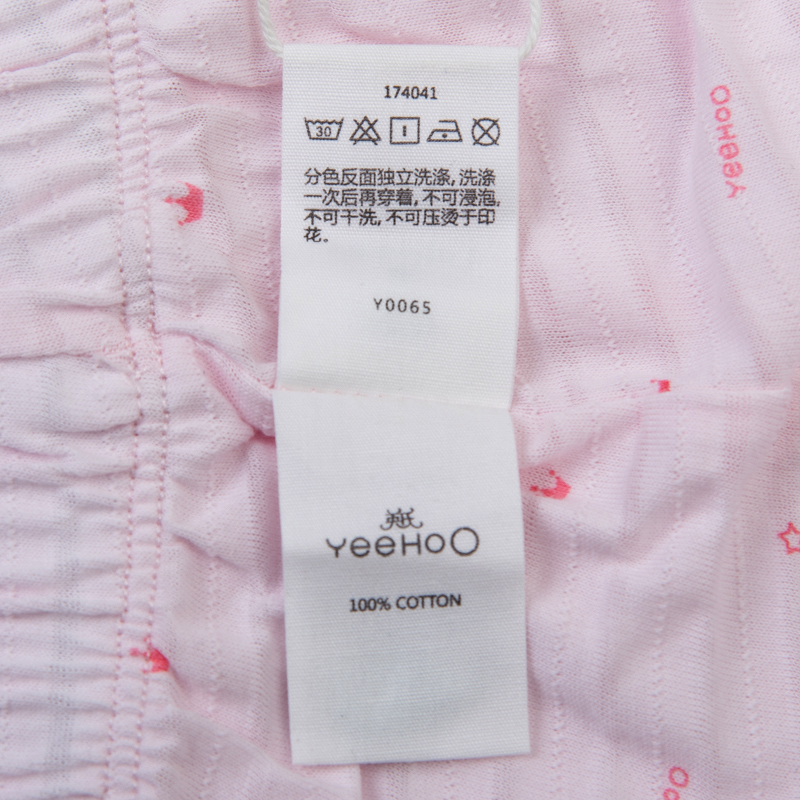 174041
30
分色反面独立洗涤, 洗涤
一次后再穿着, 不可浸泡,
不可干洗, 不可压烫于印
花。
Y0065
英氏
YeeHoO
100% COTTON
YeeHoO